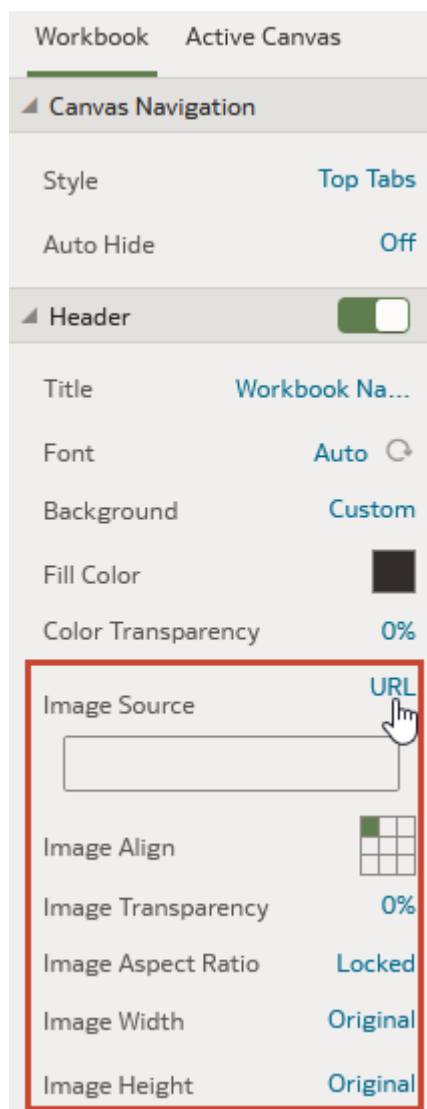 Workbook Active Canvas
Canvas Navigation
Style Top Tabs
Auto Hide Off
Header
Title Workbook Na...
Font Auto
Background Custom
Fill Color
Color Transparency 0%
Image Source URL
Image Align
Image Transparency 0%
Image Aspect Ratio Locked
Image Width Original
Image Height Original